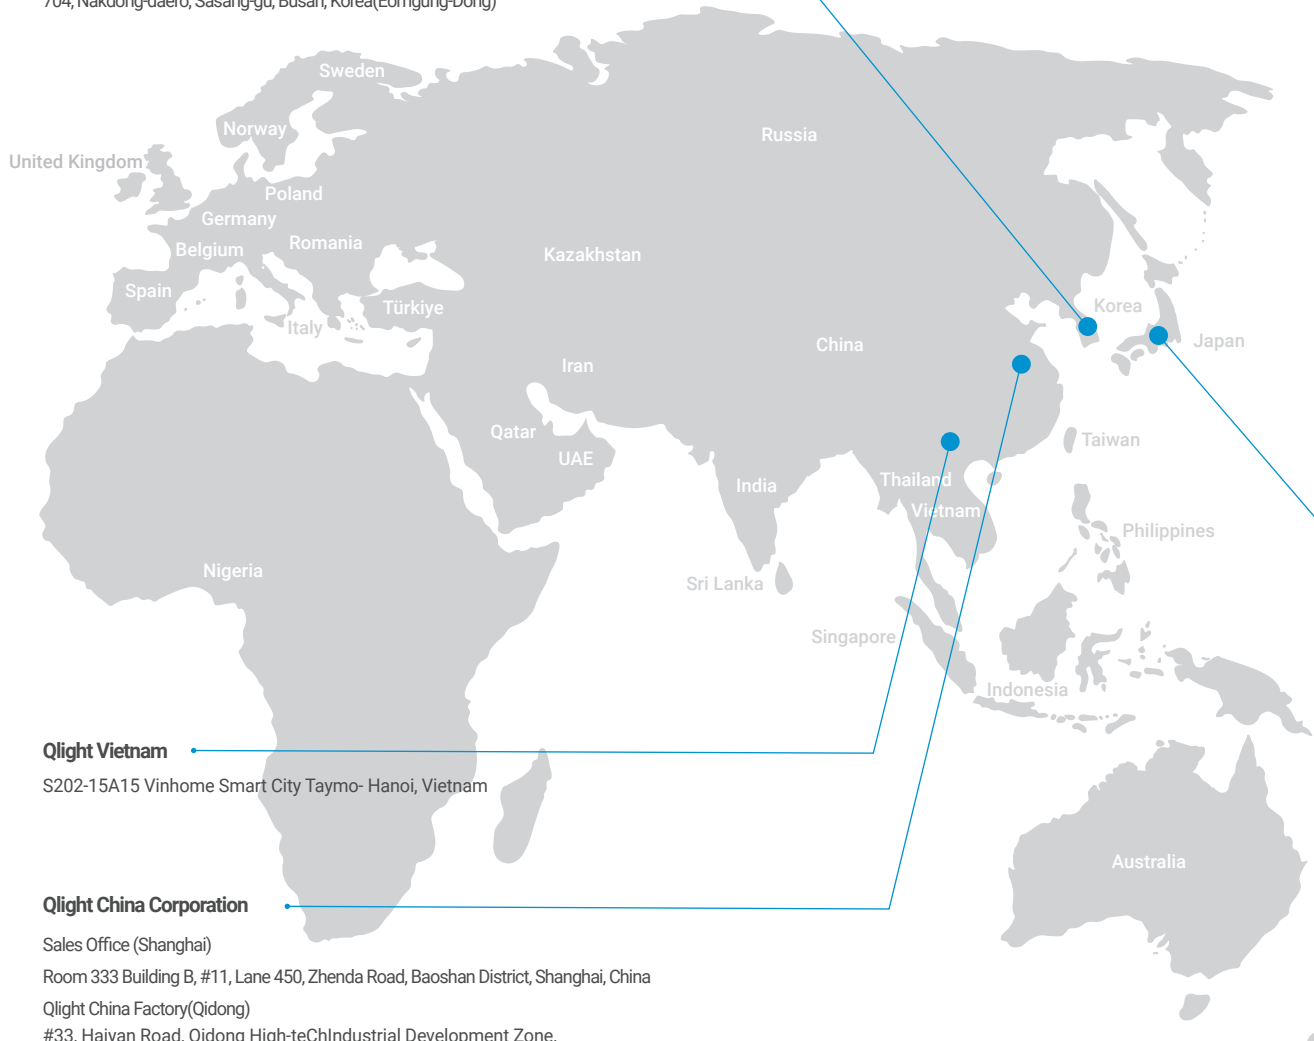 704, Nakdong-daero, Sasang-gu, Busan, Korea(Eomgung-Dong)
Sweden
Norway
Russia
United Kingdom
Poland
Germany
Romania
Belgium
Kazakhstan
Spain
Türkiye
Korea
Italy
Japan
China
Iran
Qatar
Taiwan
UAE
Thailand
India
Vietnam
Philippines
Nigeria
Sri Lanka
Singapore
Indonesia
Qlight Vietnam
S202-15A15 Vinhome Smart City Taymo- Hanoi, Vietnam
Australia
Qlight China Corporation
Sales Office (Shanghai)
Room 333 Building B, #11, Lane 450, Zhenda Road, Baoshan District, Shanghai, China
Qlight China Factory(Qidong)
#33, Haiyan Road, Qidong High-teChIndustrial Development Zone,